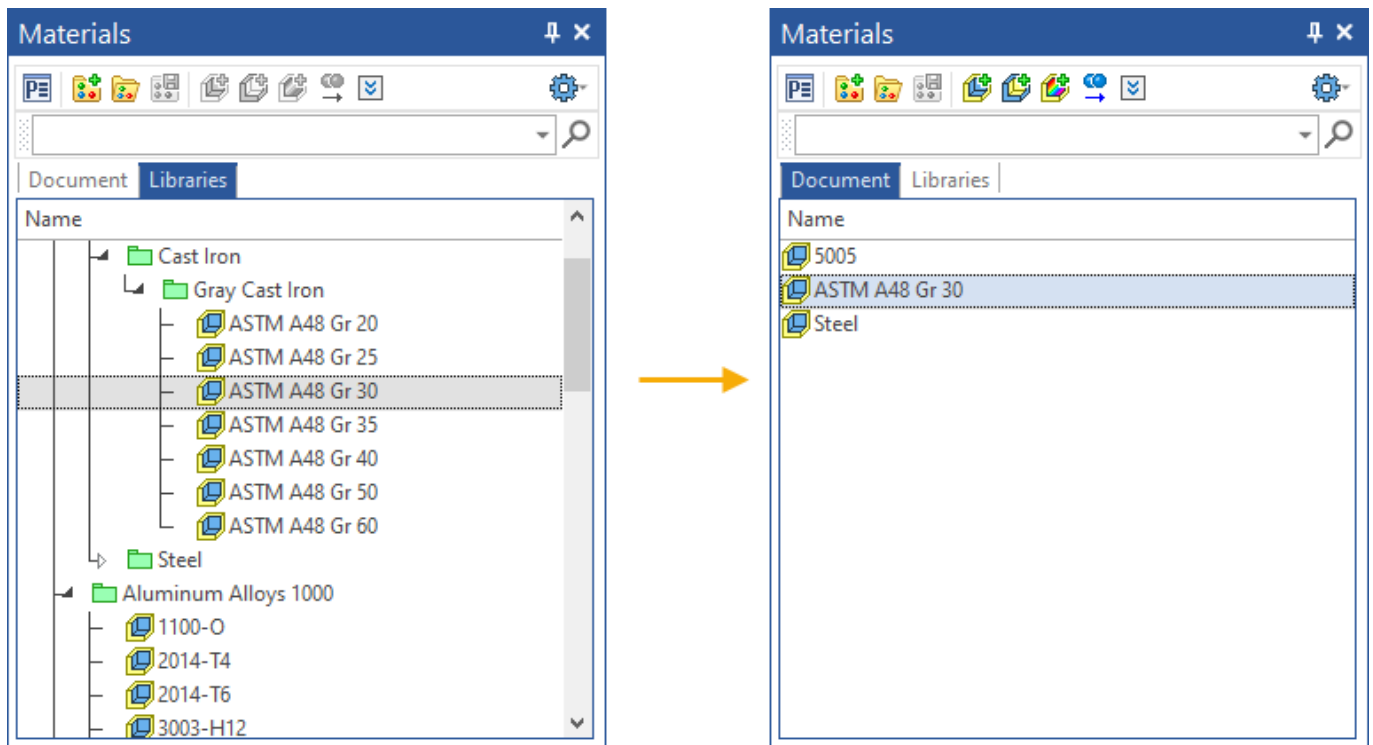 Materials
PE
Document Libraries
Name
Cast Iron
Gray Cast Iron
ASTM A48 Gr 20
ASTM A48 Gr 25
ASTM A48 Gr 30
ASTM A48 Gr 35
ASTM A48 Gr 40
ASTM A48 Gr 50
ASTM A48 Gr 60
Steel
Aluminum Alloys 1000
1100-O
2014-T4
2014-T6
3003-H12
Materials
PE
Document Libraries
Name
5005
ASTM A48 Gr 30
Steel